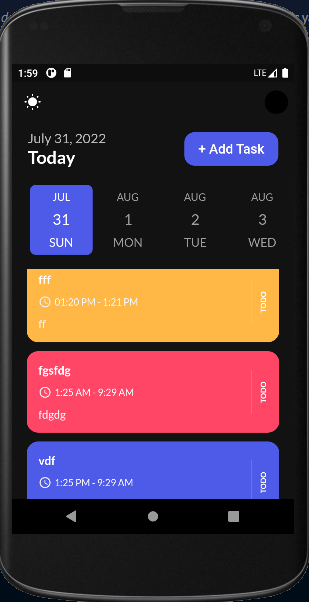 1:59
LTE
July 31, 2022
Today
+ Add Task
JUL AUG AUG AUG
31 1 2 3
SUN MON TUE WED
fff
01:20 PM - 1:21 PM
ff
TODO
fgsfdg
1:25 AM - 9:29 AM
fdgdg
TODO
vdf
1:25 PM - 9:29 AM
TODO